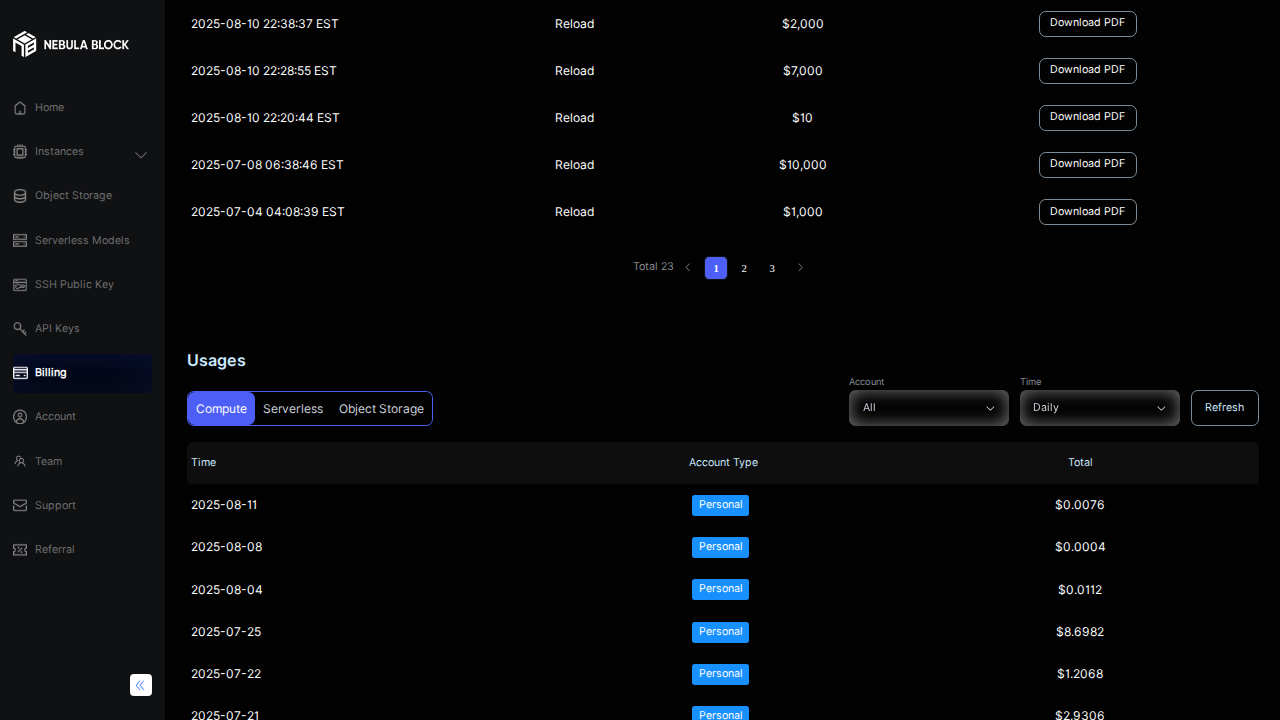 NEBULA BLOCK
Home
Instances
Object Storage
Serverless Models
SSH Public Key
API Keys
Billing
Account
Team
Support
Referral
2025-08-10 22:38:37 EST Reload $2,000 Download PDF
2025-08-10 22:28:55 EST Reload $7,000 Download PDF
2025-08-10 22:20:44 EST Reload $10 Download PDF
2025-07-08 06:38:46 EST Reload $10,000 Download PDF
2025-07-04 04:08:39 EST Reload $1,000 Download PDF
Total 23 1 2 3
Usages
Account Time
Compute Serverless Object Storage All Daily Refresh
Time Account Type Total
2025-08-11 Personal $0.0076
2025-08-08 Personal $0.0004
2025-08-04 Personal $0.0112
2025-07-25 Personal $8.6982
2025-07-22 Personal $1.2068
2025-07-21 Personal $2.9306